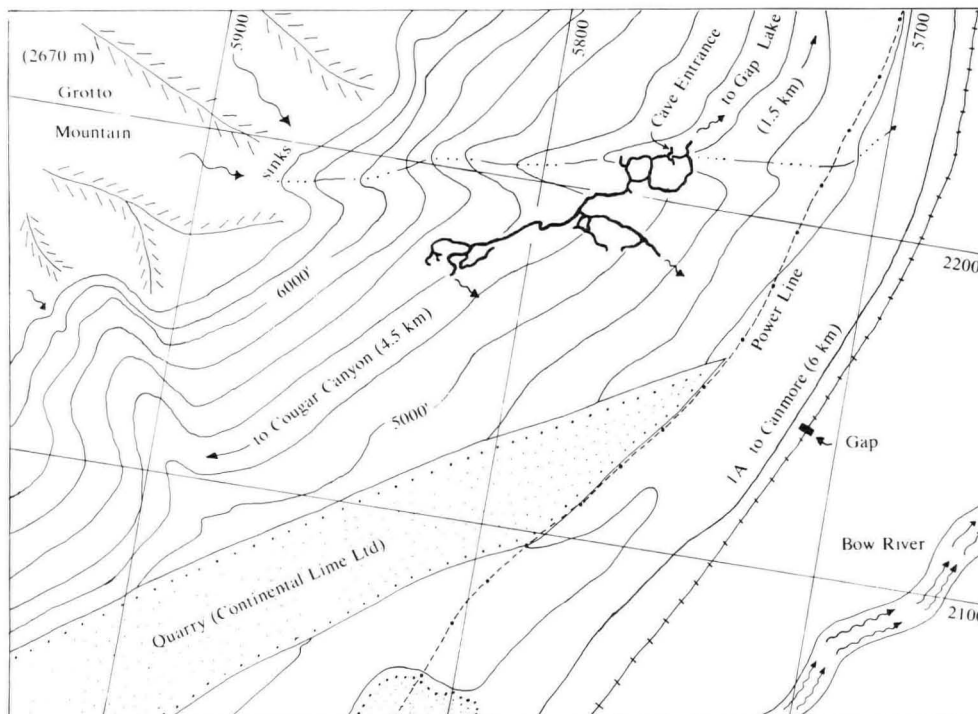 (2670 m)
Grotto
Mountain
5900
sinks
5800
Cave Entrance
to Gap Lake
(1.5 km)
5700
2200
6000'
to Cougar Canyon (4.5 km)
5000'
Power Line
1A to Canmore (6 km)
Gap
Bow River
Quarry (Continental Lime Ltd)
2100